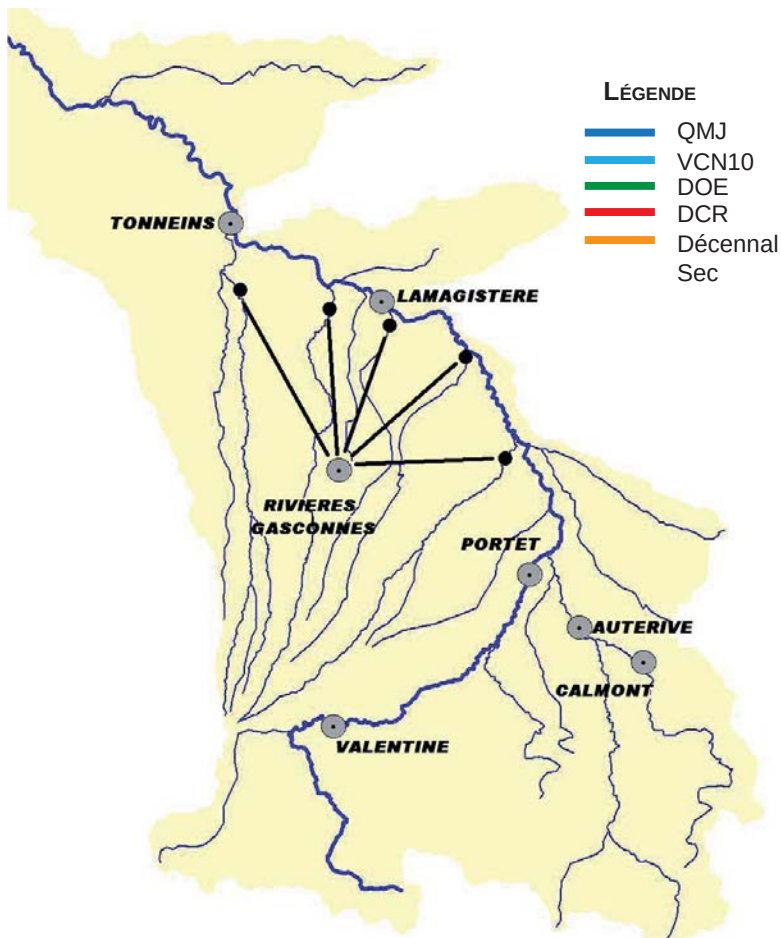 LÉGENDE
QMJ
VCN10
DOE
DCR
Décennal
Sec
TONNEINS
LAMAGISTERE
RIVIERES
GASCONNES
PORTET
AUTERIVE
CALMONT
VALENTINE